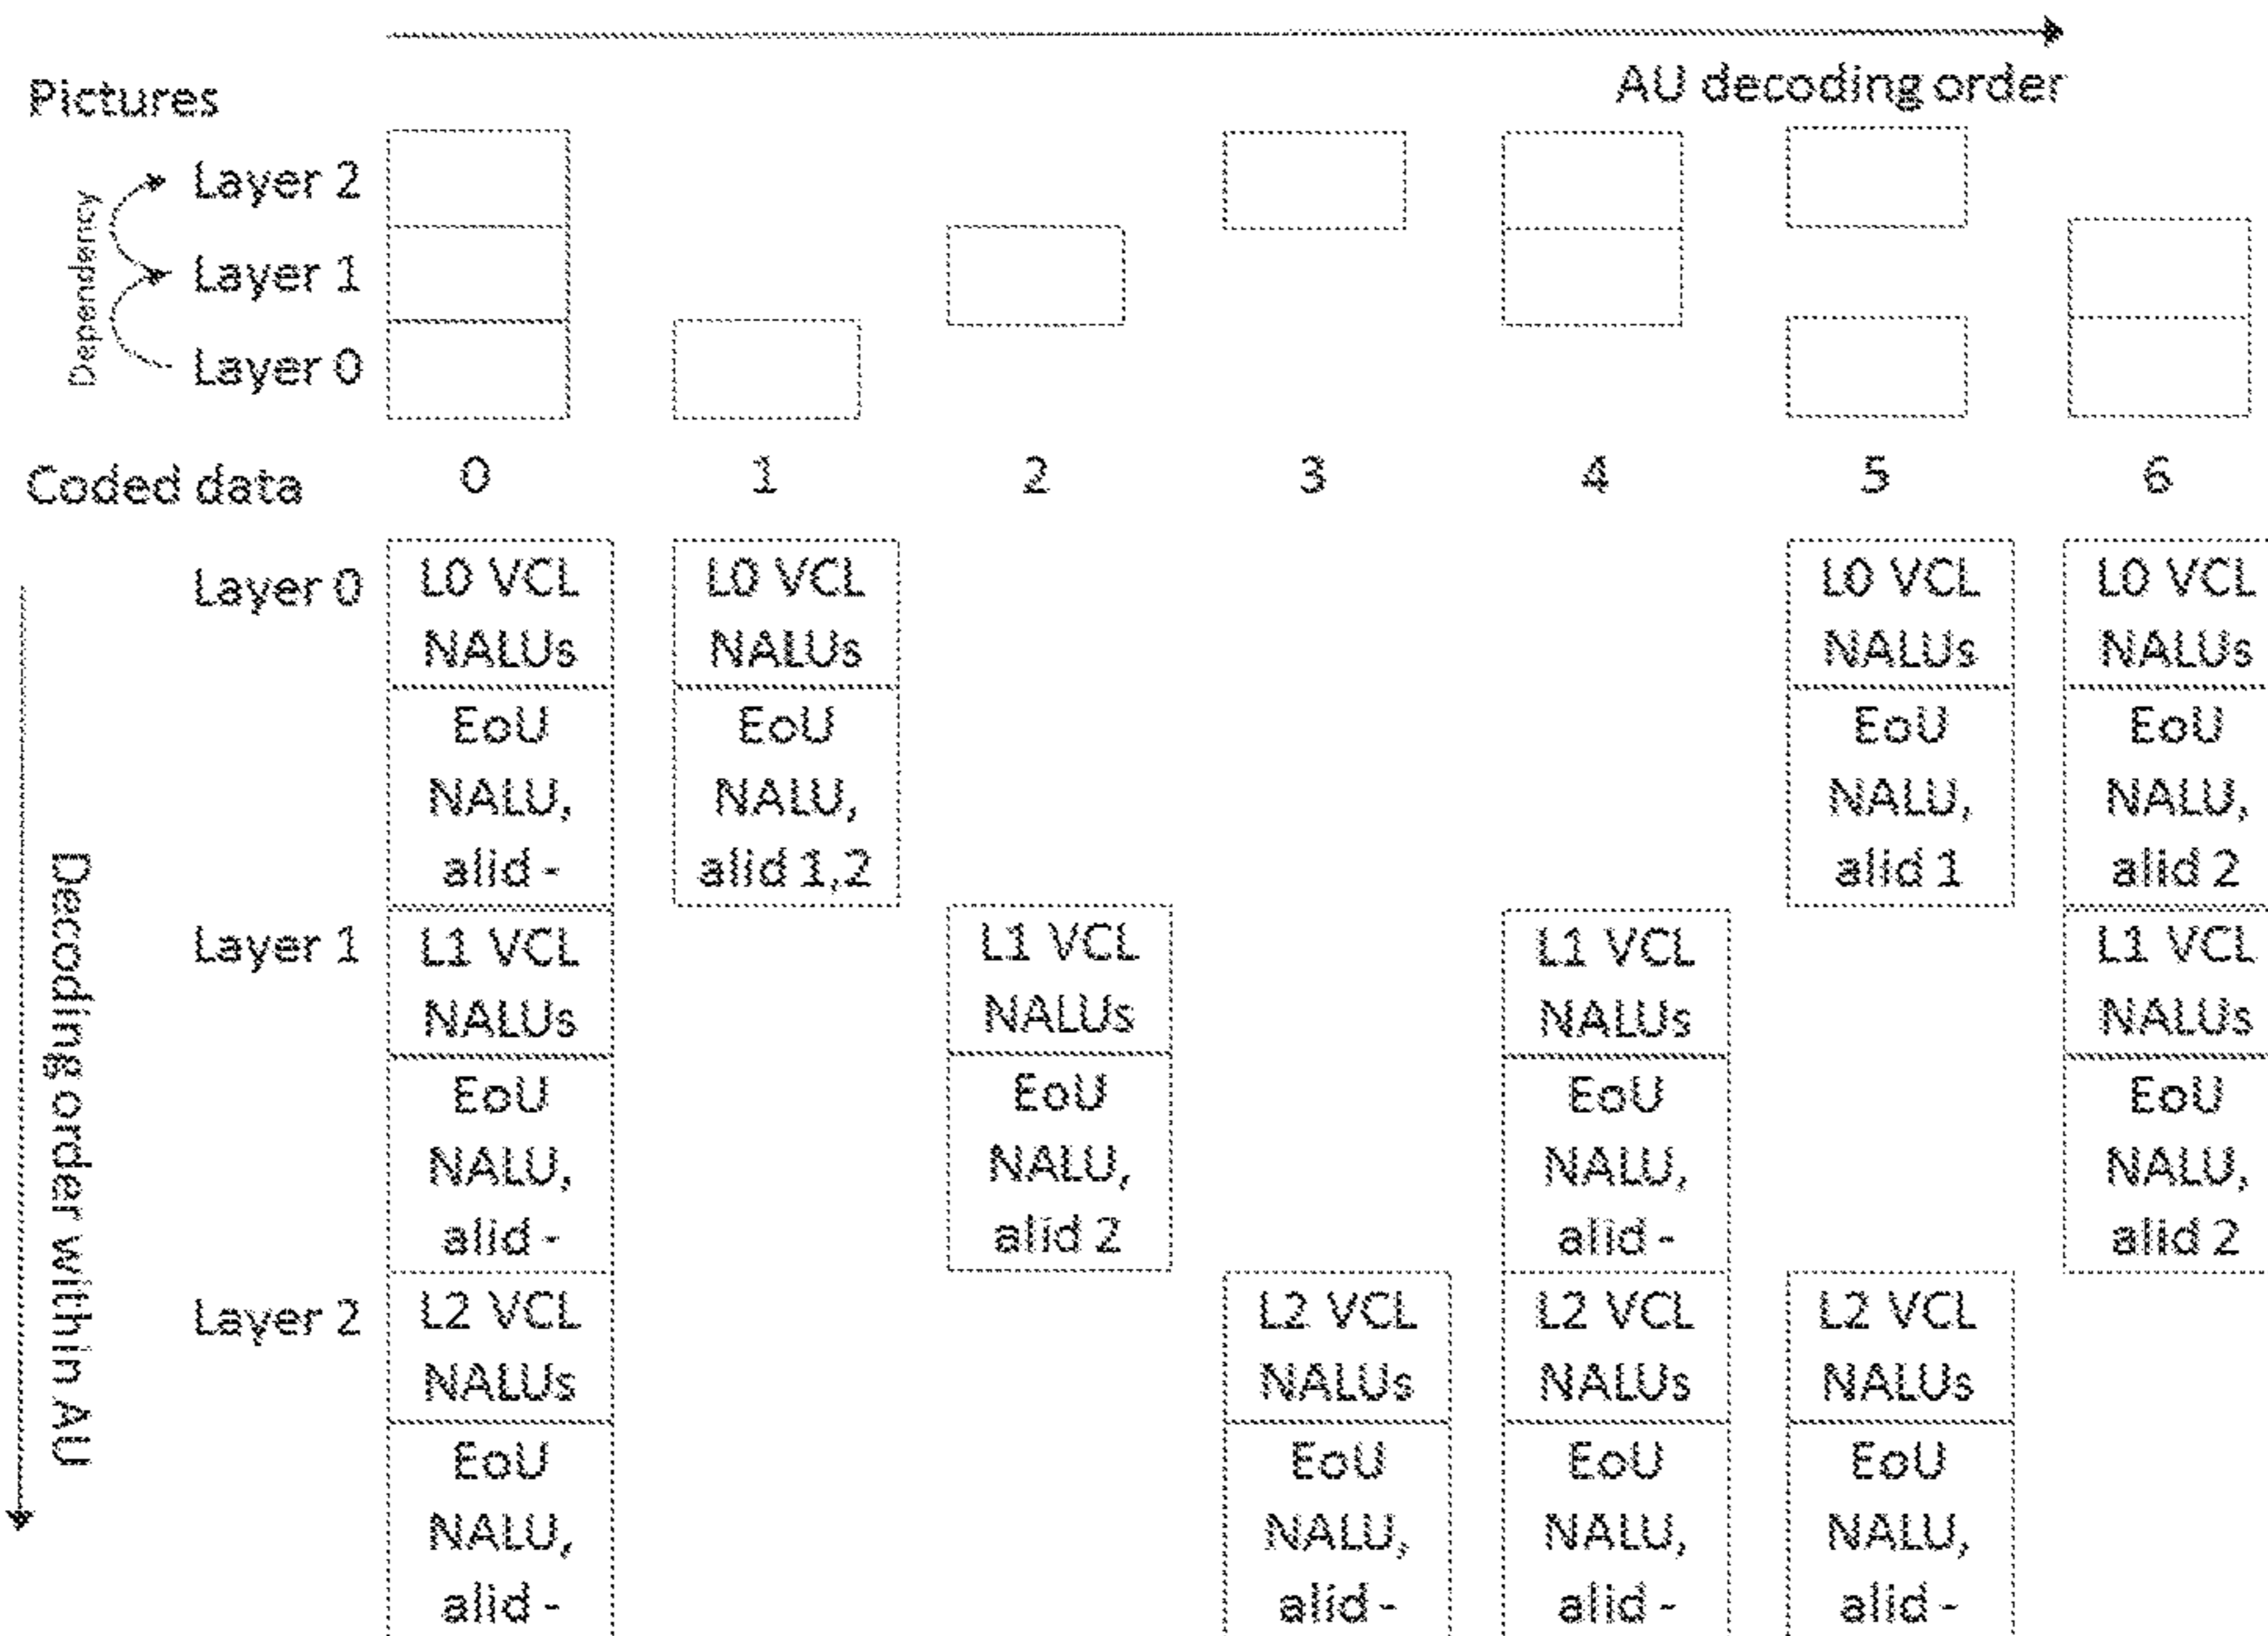 AU decoding order
Pictures
Dependency
Layer 2
Layer 1
Layer 0
Coded data 0 1 2 3 4 5 6
Decoding order within AU
Layer 0
L0 VCL
NALUs
EoU
NALU,
alid -
L0 VCL
NALUs
EoU
NALU,
alid 1,2
L0 VCL
NALUs
EoU
NALU,
alid 1
L0 VCL
NALUs
EoU
NALU,
alid 2
Layer 1
L1 VCL
NALUs
EoU
NALU,
alid -
L1 VCL
NALUs
EoU
NALU,
alid 2
L1 VCL
NALUs
EoU
NALU,
alid -
L1 VCL
NALUs
EoU
NALU,
alid 2
Layer 2
L2 VCL
NALUs
EoU
NALU,
alid -
L2 VCL
NALUs
EoU
NALU,
alid -
L2 VCL
NALUs
EoU
NALU,
alid -
L2 VCL
NALUs
EoU
NALU,
alid -